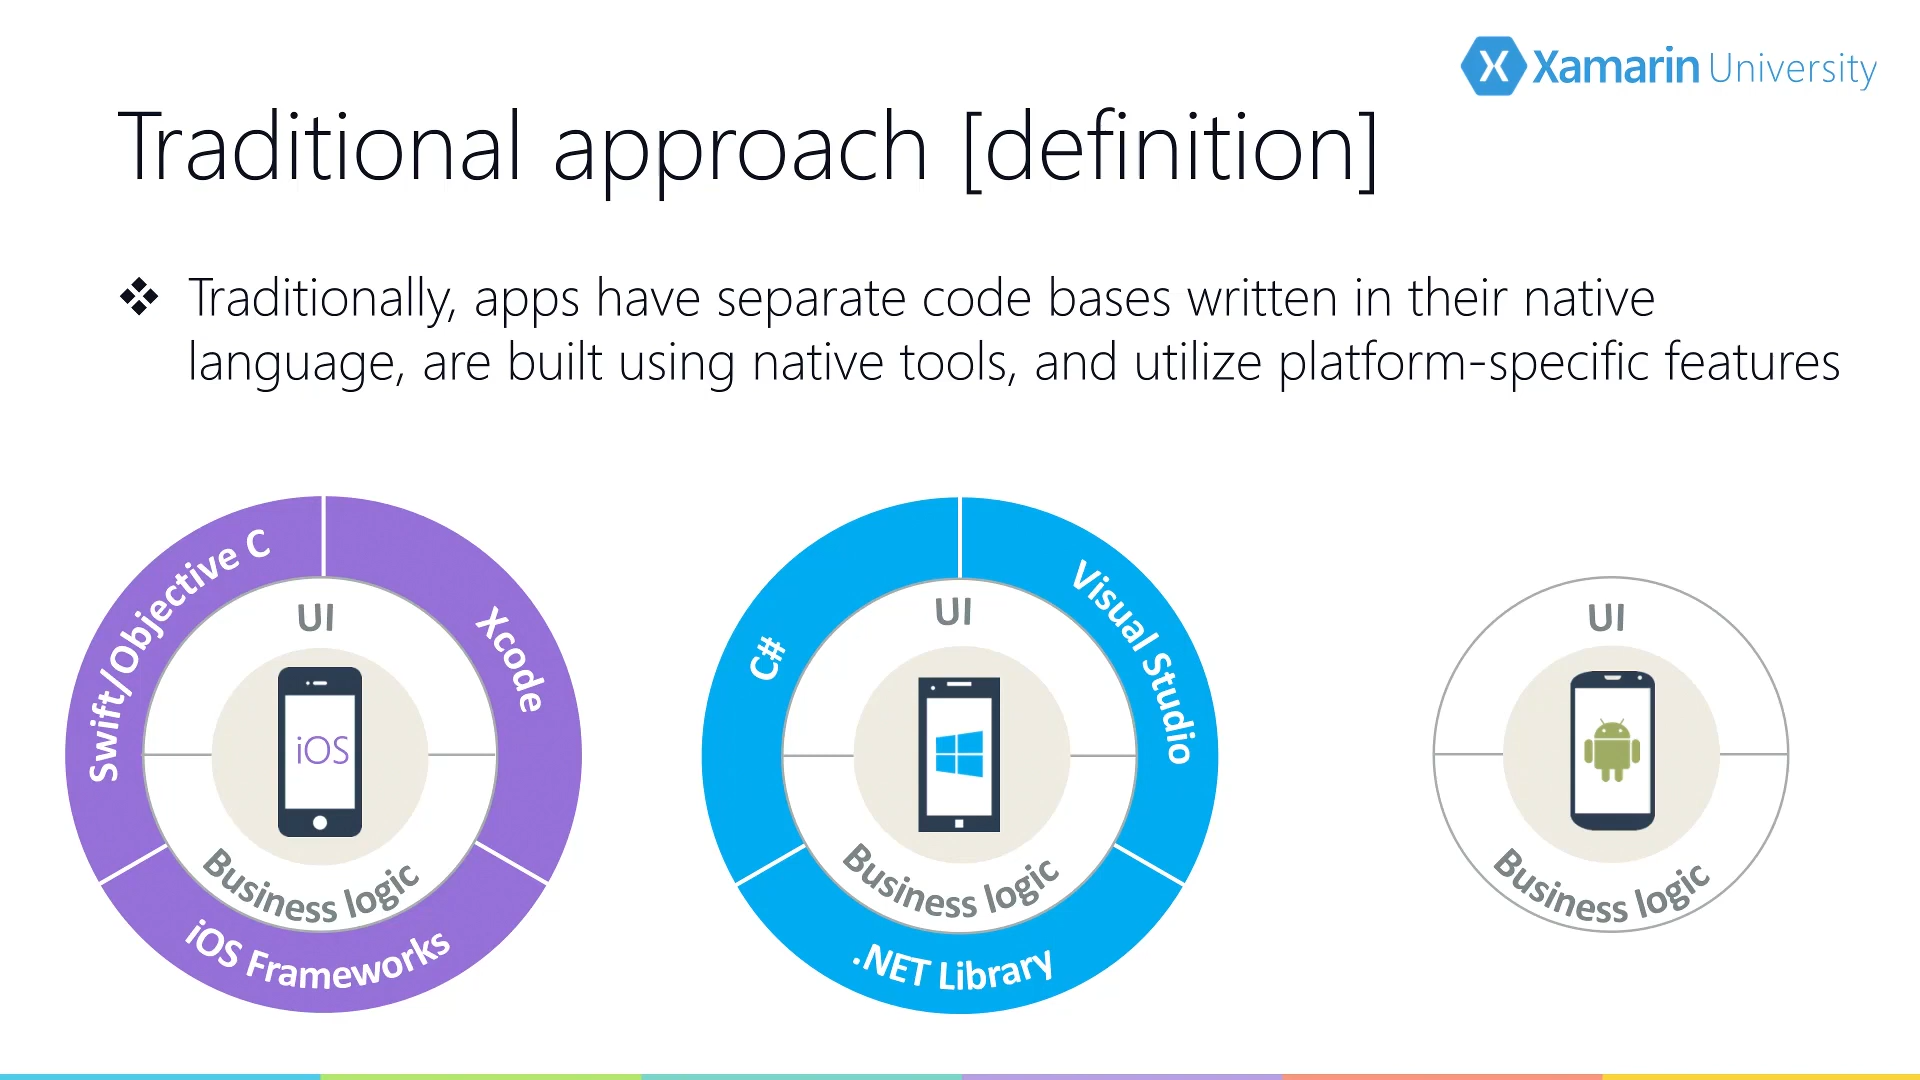 Xamarin University
Traditional approach [definition]
Traditionally, apps have separate code bases written in their native
language, are built using native tools, and utilize platform-specific features
Swift/Objective C
Xcode
UI
iOS
Business logic
iOS Frameworks
C#
Visual Studio
UI
Business logic
.NET Library
UI
Business logic